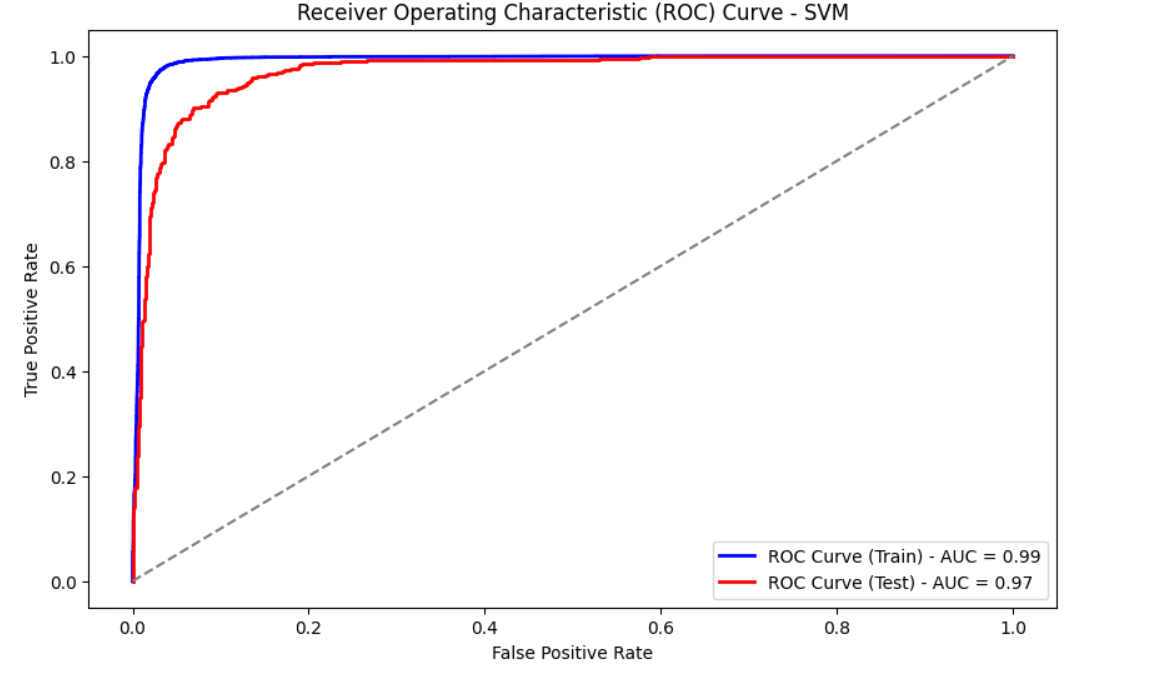 Receiver Operating Characteristic (ROC) Curve - SVM
1.0
0.8
0.6
0.4
0.2
0.0
True Positive Rate
ROC Curve (Train) - AUC = 0.99
ROC Curve (Test) - AUC = 0.97
0.0 0.2 0.4 0.6 0.8 1.0
False Positive Rate